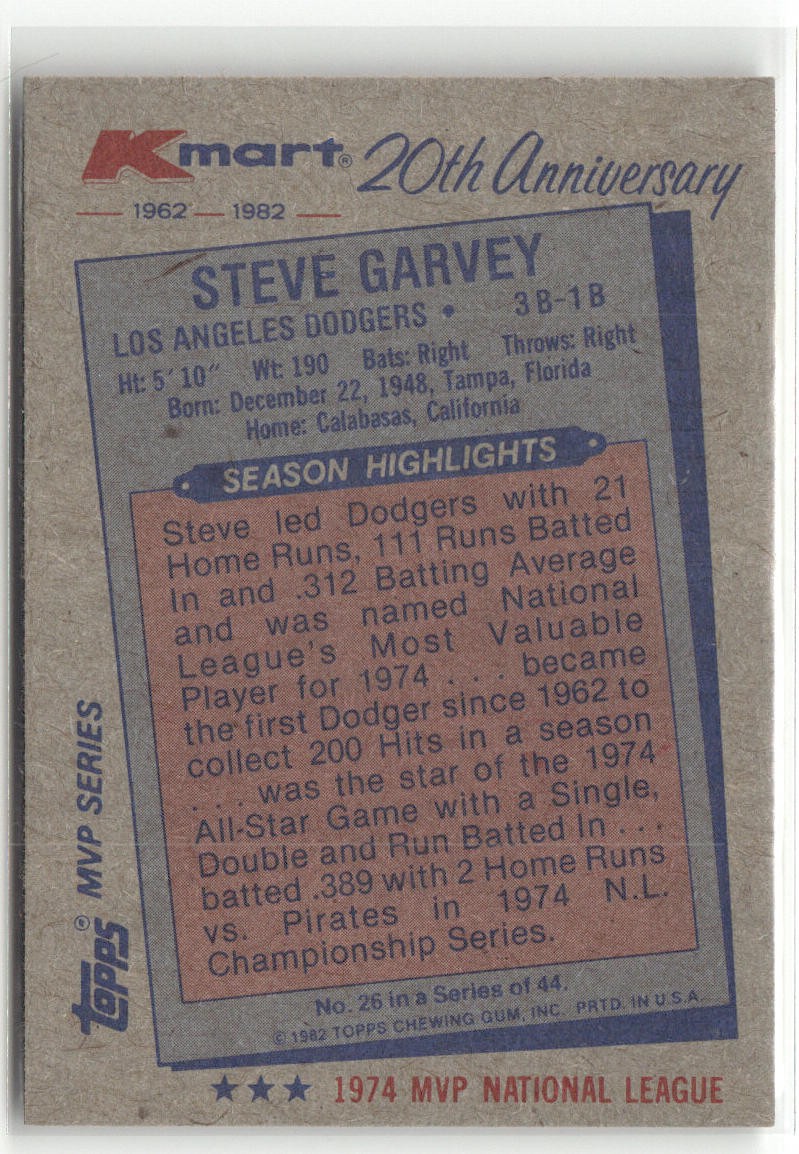 Kmart® 20th Anniversary
1962 — 1982
STEVE GARVEY
LOS ANGELES DODGERS • 3B-1B
Ht: 5'10" Wt: 190 Bats: Right Throws: Right
Born: December 22, 1948, Tampa, Florida
Home: Calabasas, California
SEASON HIGHLIGHTS
Steve led Dodgers with 21
Home Runs, 111 Runs Batted
In and .312 Batting Average
and was named National
League's Most Valuable
Player for 1974 . . . became
the first Dodger since 1962 to
collect 200 Hits in a season
. . . was the star of the 1974
All-Star Game with a Single,
Double and Run Batted In . . .
batted .389 with 2 Home Runs
vs. Pirates in 1974 N.L.
Championship Series.
No. 26 in a Series of 44.
© 1982 TOPPS CHEWING GUM, INC. PRTD. IN U.S.A.
TOPPS® MVP SERIES
★★★ 1974 MVP NATIONAL LEAGUE